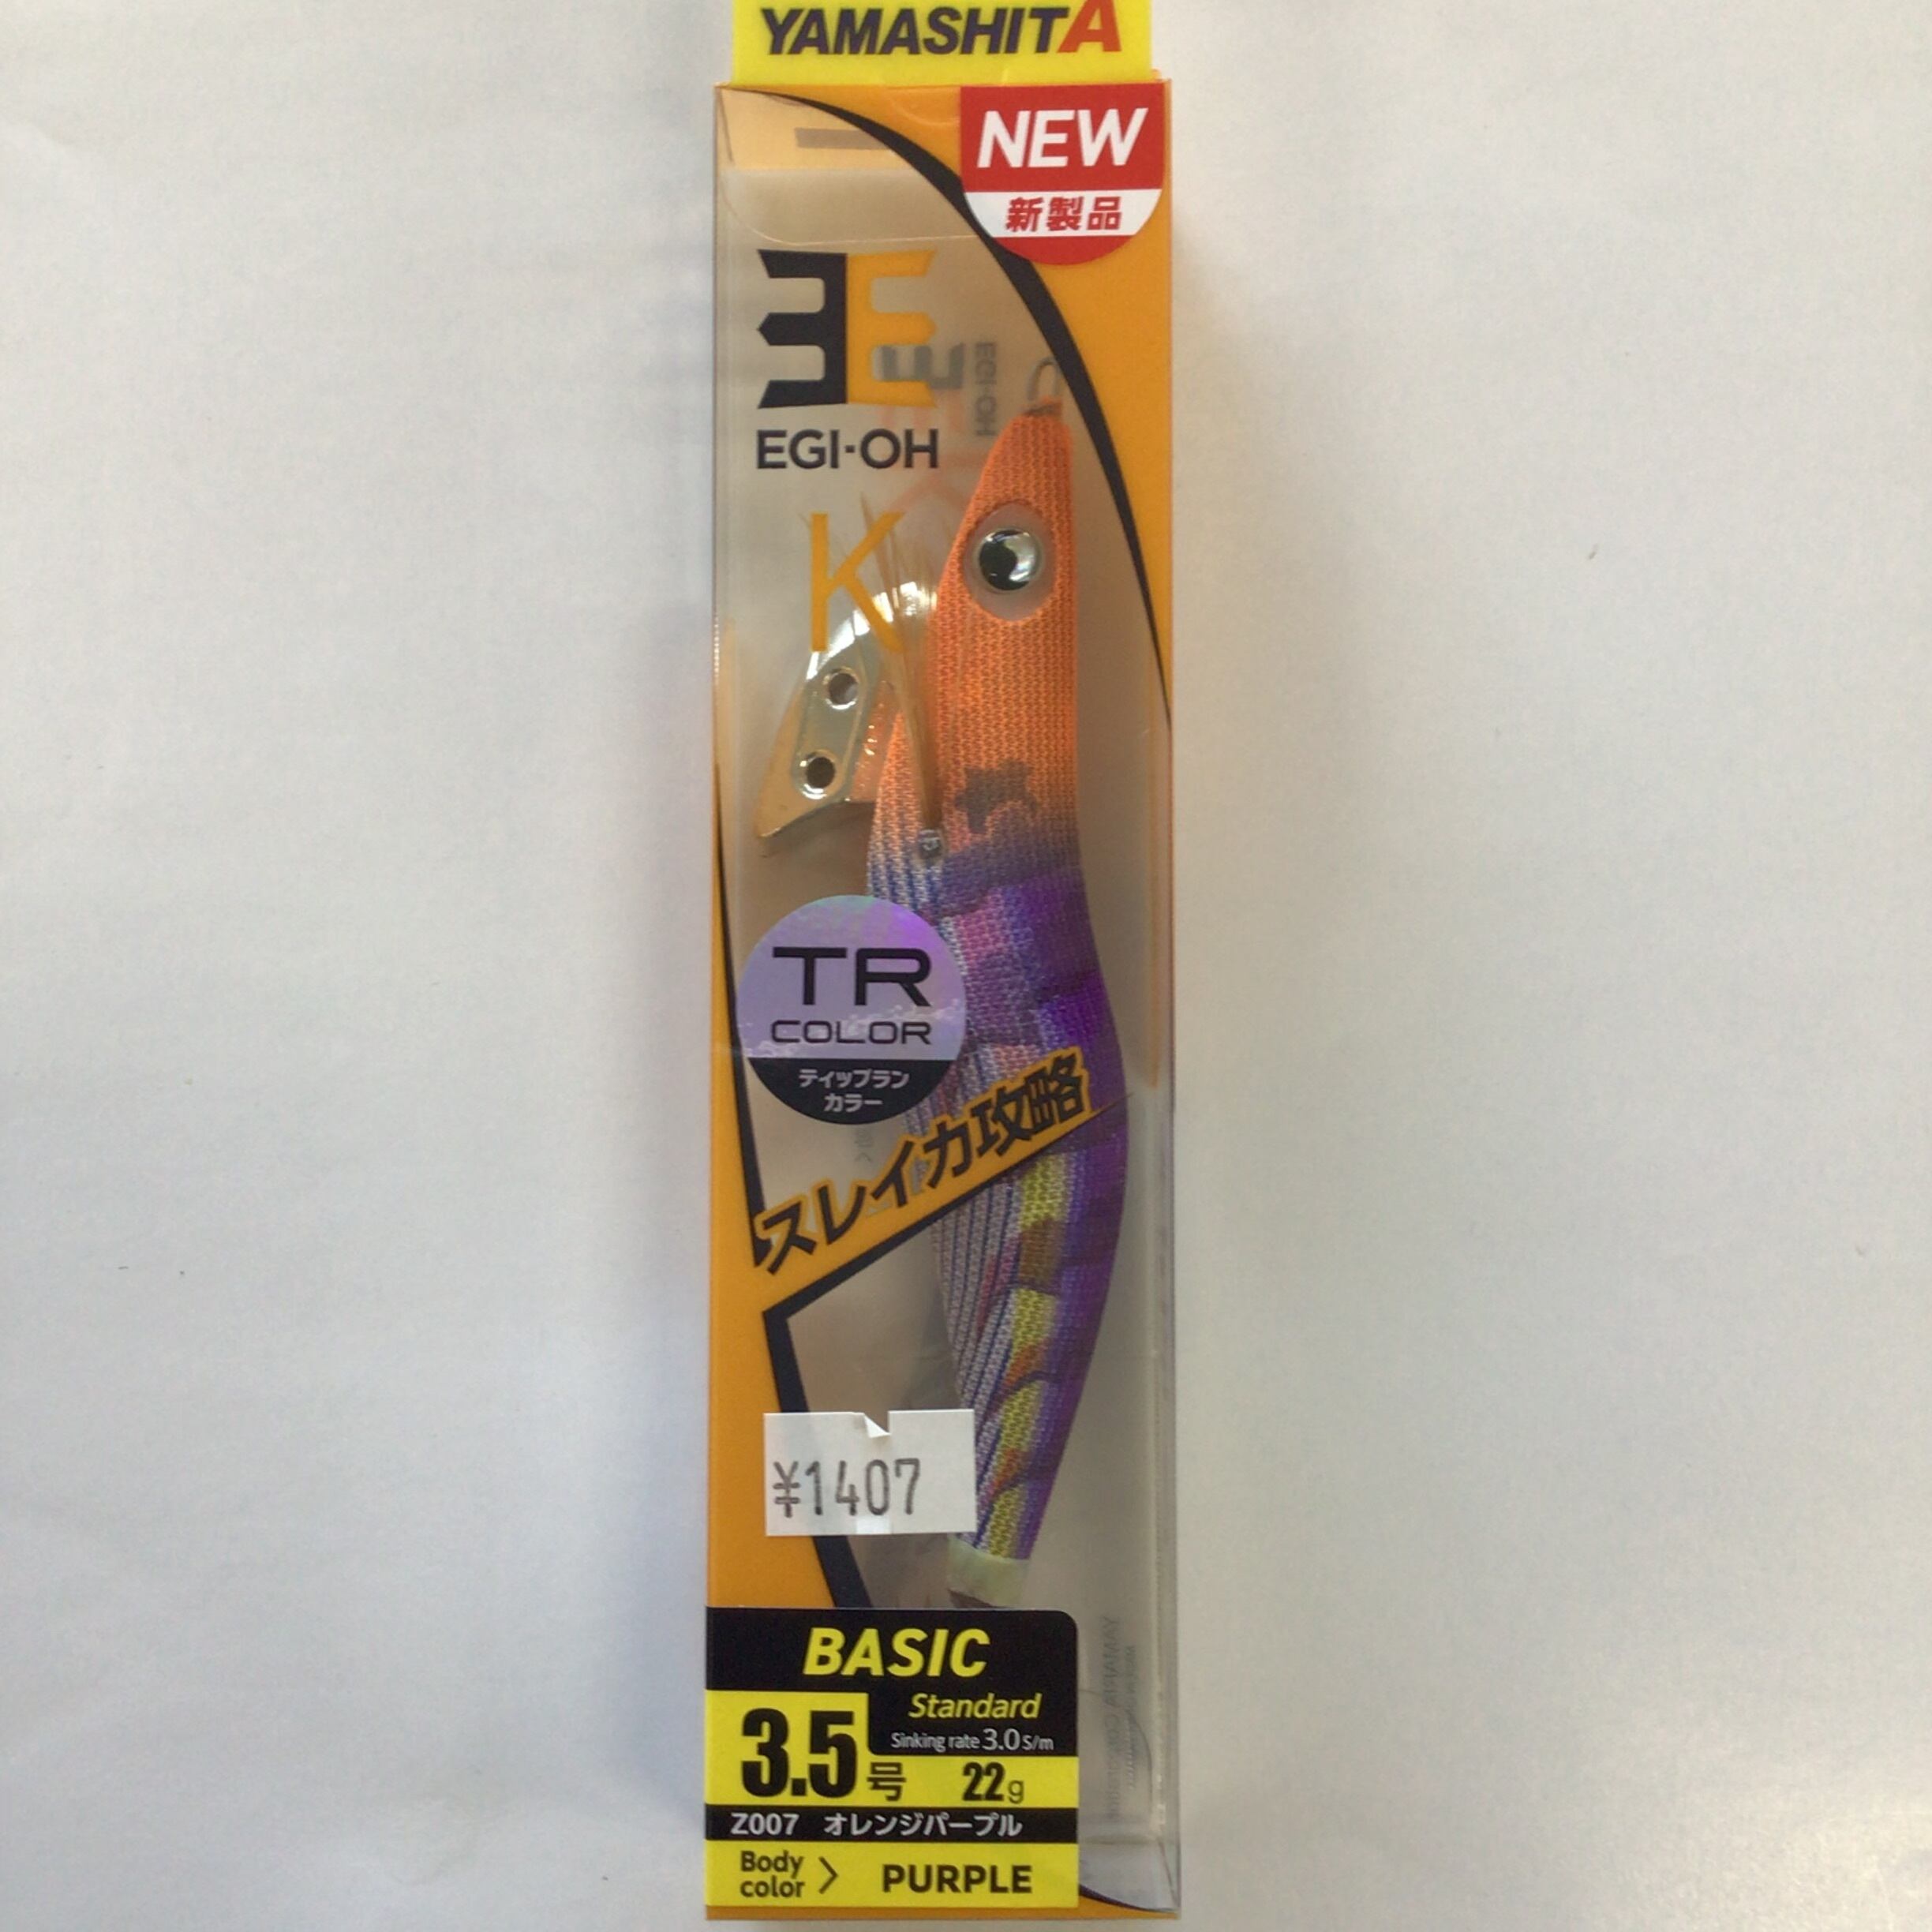 YAMASHITA
NEW
新製品
EGI-OH
K
TR
COLOR
ティップラン
カラー
スレイカ攻略
¥1407
BASIC
Standard
Sinking rate 3.0 S/m
3.5号 22g
Z007 オレンジパープル
Body
color > PURPLE